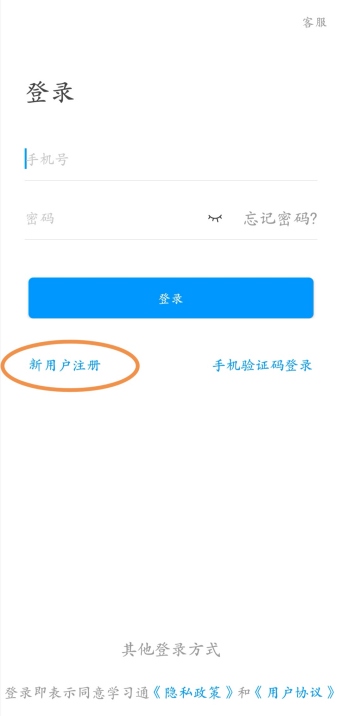 客服
登录
手机号
密码 忘记密码?
登录
新用户注册 手机验证码登录
其他登录方式
登录即表示同意学习通《隐私政策》和《用户协议》